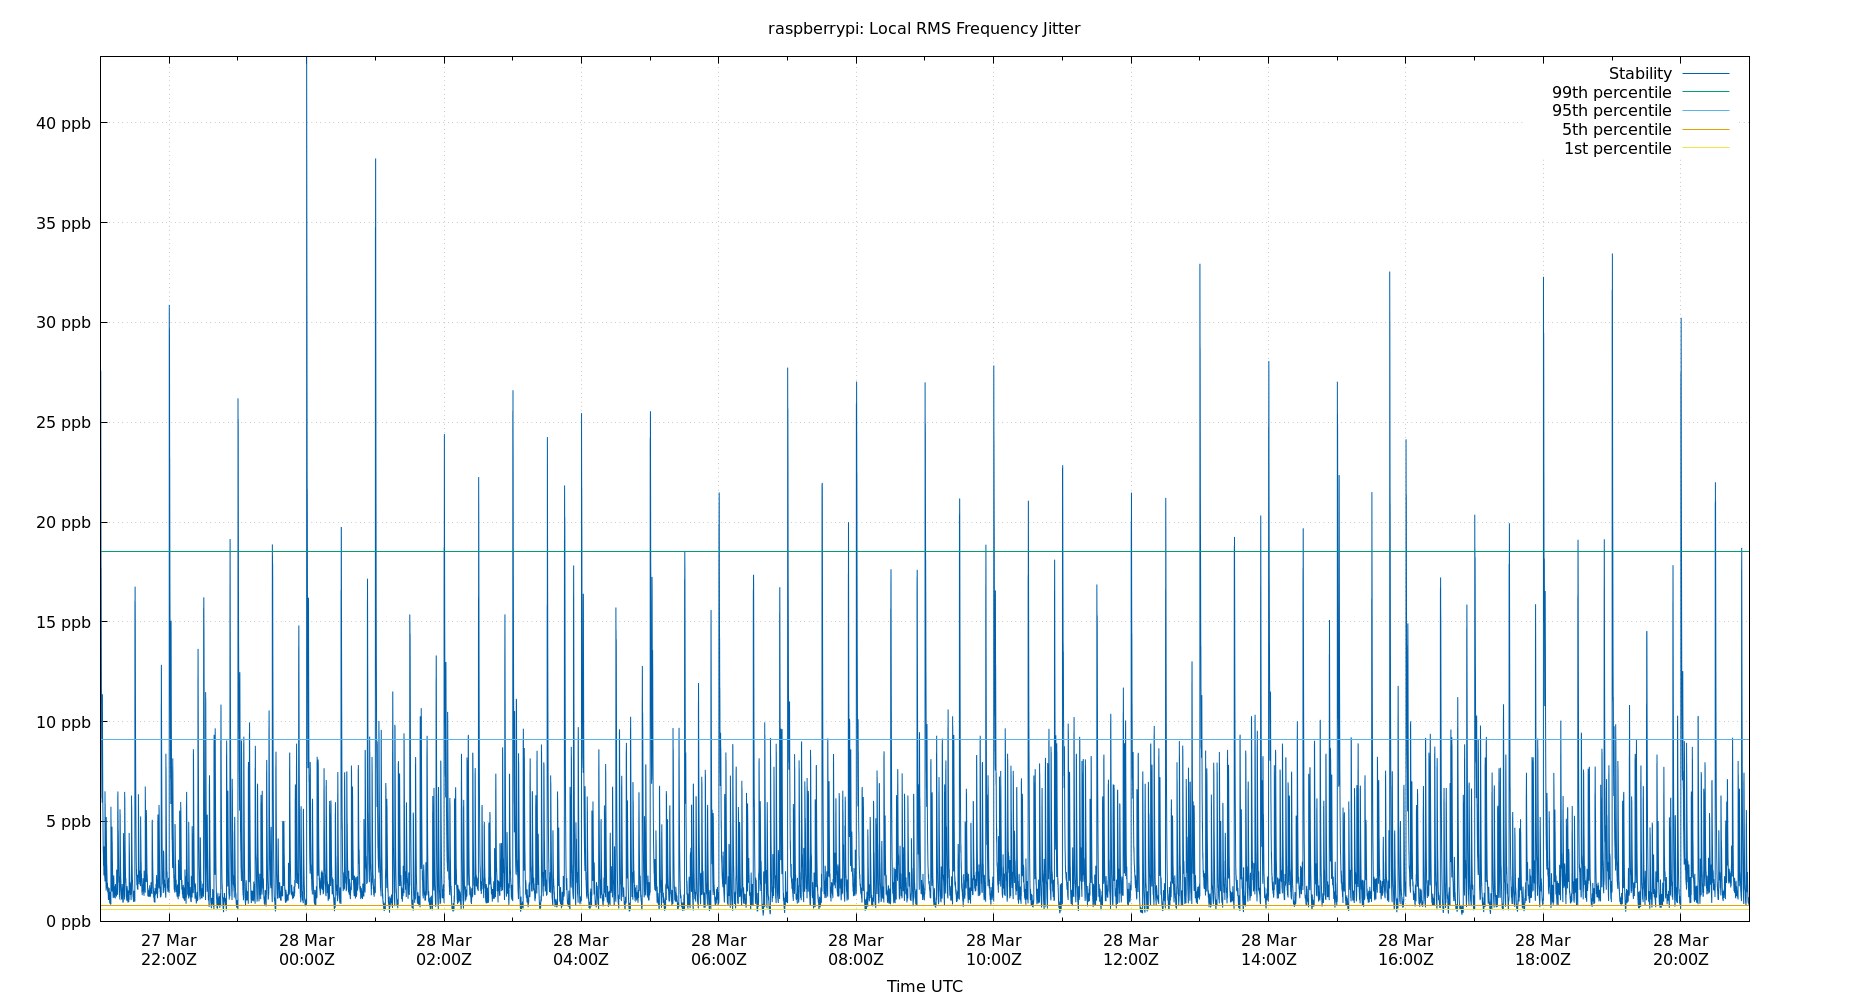 raspberrypi: Local RMS Frequency Jitter
Stability
99th percentile
95th percentile
5th percentile
1st percentile
40 ppb
35 ppb
30 ppb
25 ppb
20 ppb
15 ppb
10 ppb
5 ppb
0 ppb
27 Mar 28 Mar 28 Mar 28 Mar 28 Mar 28 Mar 28 Mar 28 Mar 28 Mar 28 Mar 28 Mar 28 Mar
22:00Z 00:00Z 02:00Z 04:00Z 06:00Z 08:00Z 10:00Z 12:00Z 14:00Z 16:00Z 18:00Z 20:00Z
Time UTC